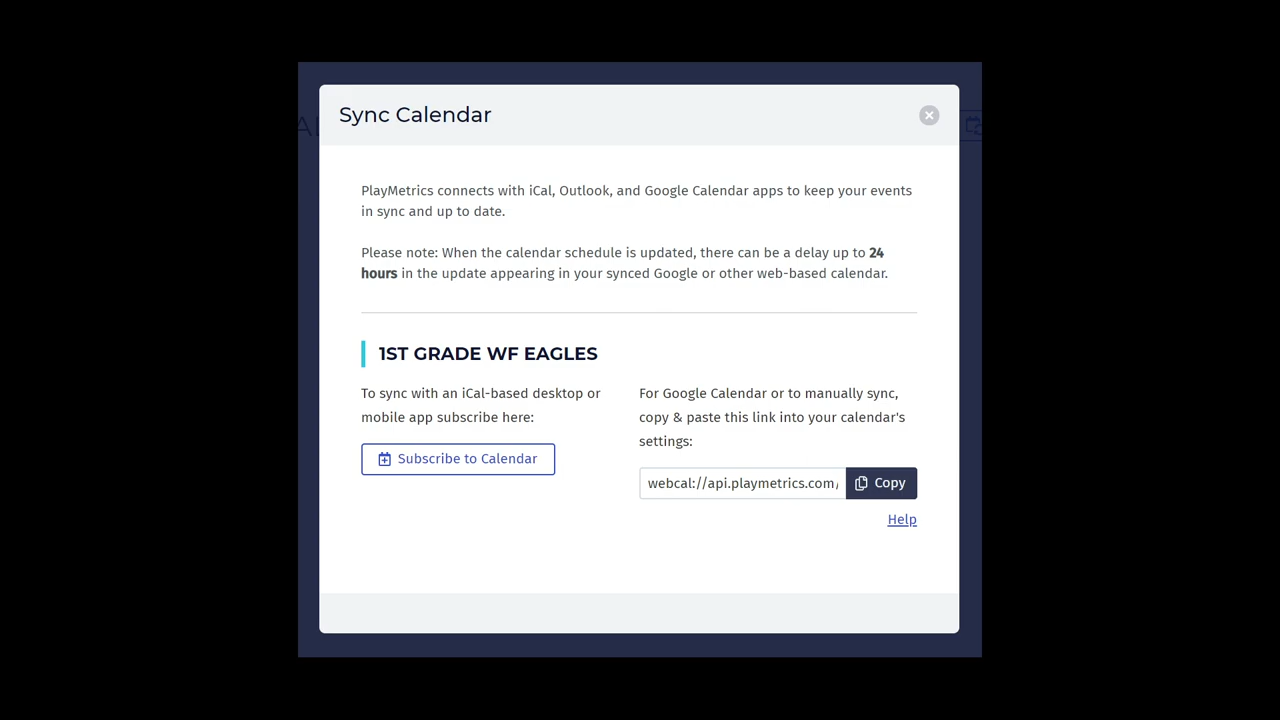 Sync Calendar
PlayMetrics connects with iCal, Outlook, and Google Calendar apps to keep your events
in sync and up to date.
Please note: When the calendar schedule is updated, there can be a delay up to 24
hours in the update appearing in your synced Google or other web-based calendar.
1ST GRADE WF EAGLES
To sync with an iCal-based desktop or
mobile app subscribe here:
Subscribe to Calendar
For Google Calendar or to manually sync,
copy & paste this link into your calendar's
settings:
webcal://api.playmetrics.com/
Copy
Help